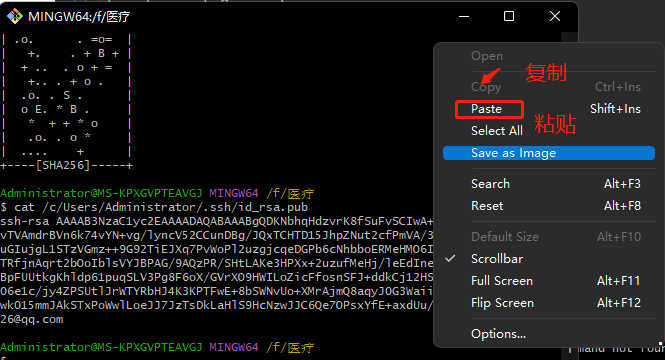 MINGW64:/f/医疗
| .o.      . =o=  |
|   +.     . + B +|
|  + ..  . o + =  |
|   +.. . + o .   |
|  .o. . S .      |
|  o E. * B .     |
|   *  + + * o    |
|   .o. . o *     |
|  ....    +      |
+----[SHA256]-----+
Administrator@MS-KPXGVPTEAVGJ MINGW64 /f/医疗
$ cat /c/Users/Administrator/.ssh/id_rsa.pub
ssh-rsa AAAAB3NzaC1yc2EAAAADAQABAAABgQDKNbhqHdzvrK8fSuFvSCIwA+
vTVAmdrBVn6k74vYN+vg/lyncV52CCunDBg/JQxTCHTD15JhpZNut2cfPmVA/3
uGIujgL1STzVGmz++9G92TiEJXq7PvWoPl2uzgjcqeDGPb6cNhbboERMeHMO6I
TRfjnAqrt2bOoIblsVYJBPAG/9AQzPR/SHtLAKe3HPXx+2uzufMeHj/leEdIne
BpFUUtkgKhldp61puqSLV3Pg8F6oX/GVrXO9HWILoZicFfosnSFJ+ddkCj12HS
O6e1c/jy4ZPSUtlJrWTYRbHJ4K3KPTFwE+8bSWNvUo+XMrAjmQ8aqyJOG3Waii
wkO15mmJAkSTxPoWwlLoeJJ7JzTsDkLaHlS9HcNzwJJC6Qe7OPsxYfE+axdUu/
26@qq.com
Administrator@MS-KPXGVPTEAVGJ MINGW64 /f/医疗
$
Open
复制
Copy Ctrl+Ins
Paste Shift+Ins
粘贴
Select All
Save as Image
Search Alt+F3
Reset Alt+F8
Default Size Alt+F10
Scrollbar
Full Screen Alt+F11
Flip Screen Alt+F12
Options...
mand not foun